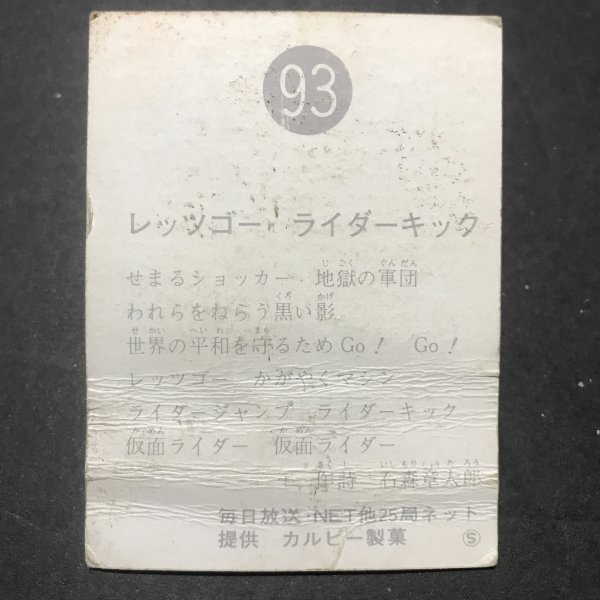 93
レッツゴー ライダーキック
せまるショッカー 地獄の軍団
われらをねらう黒い影
世界の平和を守るためGo! Go!
レッツゴー かがやくマシン
ライダージャンプ ライダーキック
仮面ライダー 仮面ライダー
作詩 石森章太郎
毎日放送・NET他25局ネット
提供 カルビー製菓 Ⓢ